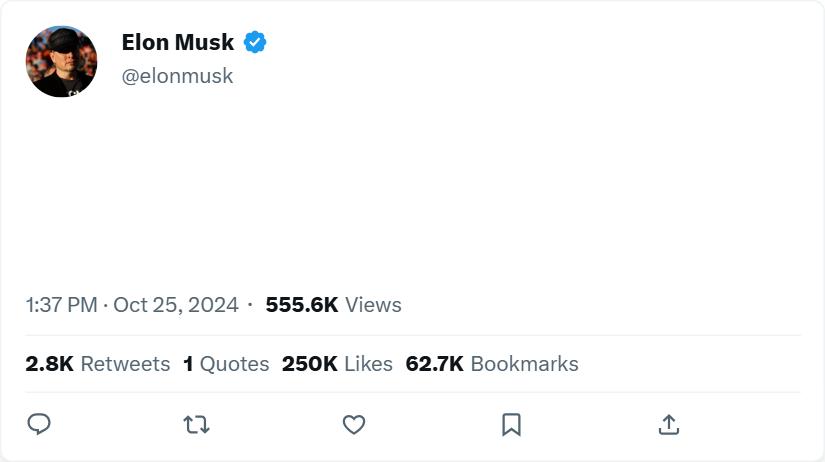 Elon Musk
@elonmusk
1:37 PM · Oct 25, 2024 · 555.6K Views
2.8K Retweets 1 Quotes 250K Likes 62.7K Bookmarks